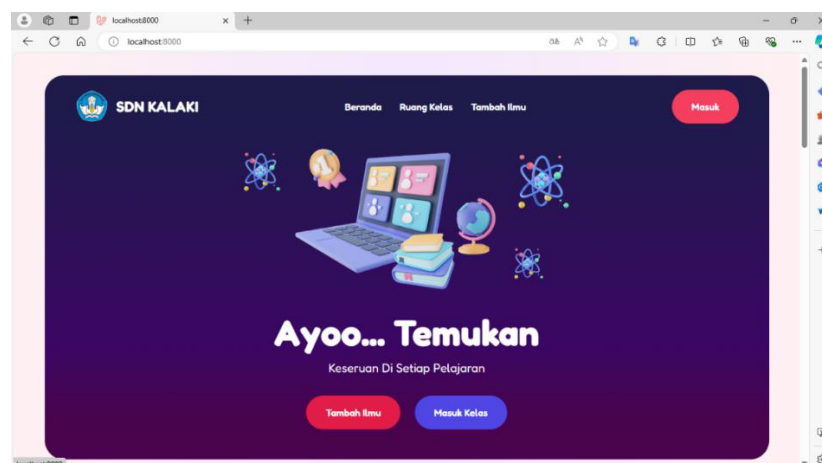 localhost:8000
localhost:8000
SDN KALAKI
Beranda Ruang Kelas Tambah Ilmu
Masuk
Ayoo... Temukan
Keseruan Di Setiap Pelajaran
Tambah Ilmu Masuk Kelas